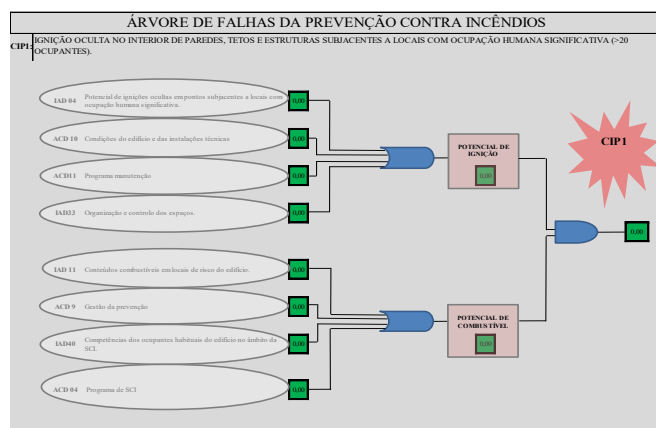 ÁRVORE DE FALHAS DA PREVENÇÃO CONTRA INCÊNDIOS
CIP1: IGNIÇÃO OCULTA NO INTERIOR DE PAREDES, TETOS E ESTRUTURAS SUBJACENTES A LOCAIS COM OCUPAÇÃO HUMANA SIGNIFICATIVA (>20
OCUPANTES).
IAD 04 Potencial de ignições ocultas em pontos subjacentes a locais com
ocupação humana significativa.
0,00
ACD 10 Condições do edifício e das instalações técnicas
0,00
ACD11 Programa manutenção
0,00
IAD33 Organização e controlo dos espaços.
0,00
POTENCIAL DE
IGNIÇÃO
0,00
CIP1
0,00
IAD 11 Conteúdos combustíveis em locais de risco do edifício.
0,00
ACD 9 Gestão da prevenção
0,00
IAD40 Competências dos ocupantes habituais do edifício no âmbito da
SCI.
0,00
ACD 04 Programa de SCI
0,00
POTENCIAL DE
COMBUSTÍVEL
0,00